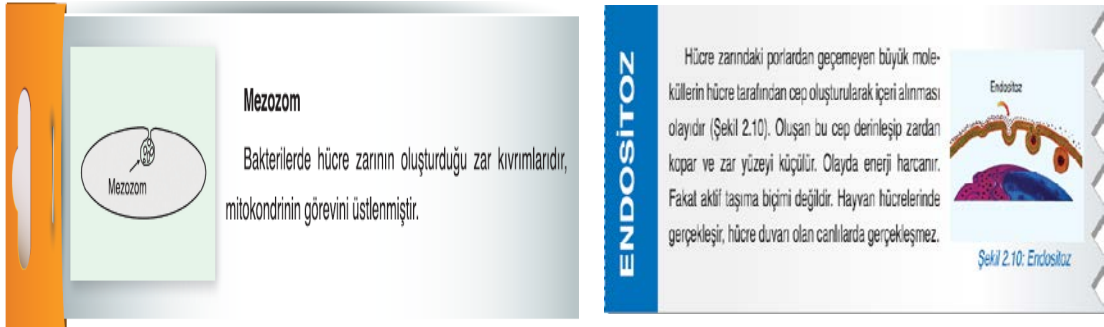 Mezozom
Bakterilerde hücre zarının oluşturduğu zar kıvrımlarıdır,
mitokondrinin görevini üstlenmiştir.
Mezozom
ENDOSİTOZ
Hücre zarındaki porlardan geçemeyen büyük mole-
küllerin hücre tarafından cep oluşturularak içeri alınması
olayıdır (Şekil 2.10). Oluşan bu cep derinleşip zardan
kopar ve zar yüzeyi küçülür. Olayda enerji harcanır.
Fakat aktif taşıma biçimi değildir. Hayvan hücrelerinde
gerçekleşir, hücre duvarı olan canlılarda gerçekleşmez.
Endositoz
Şekil 2.10: Endositoz